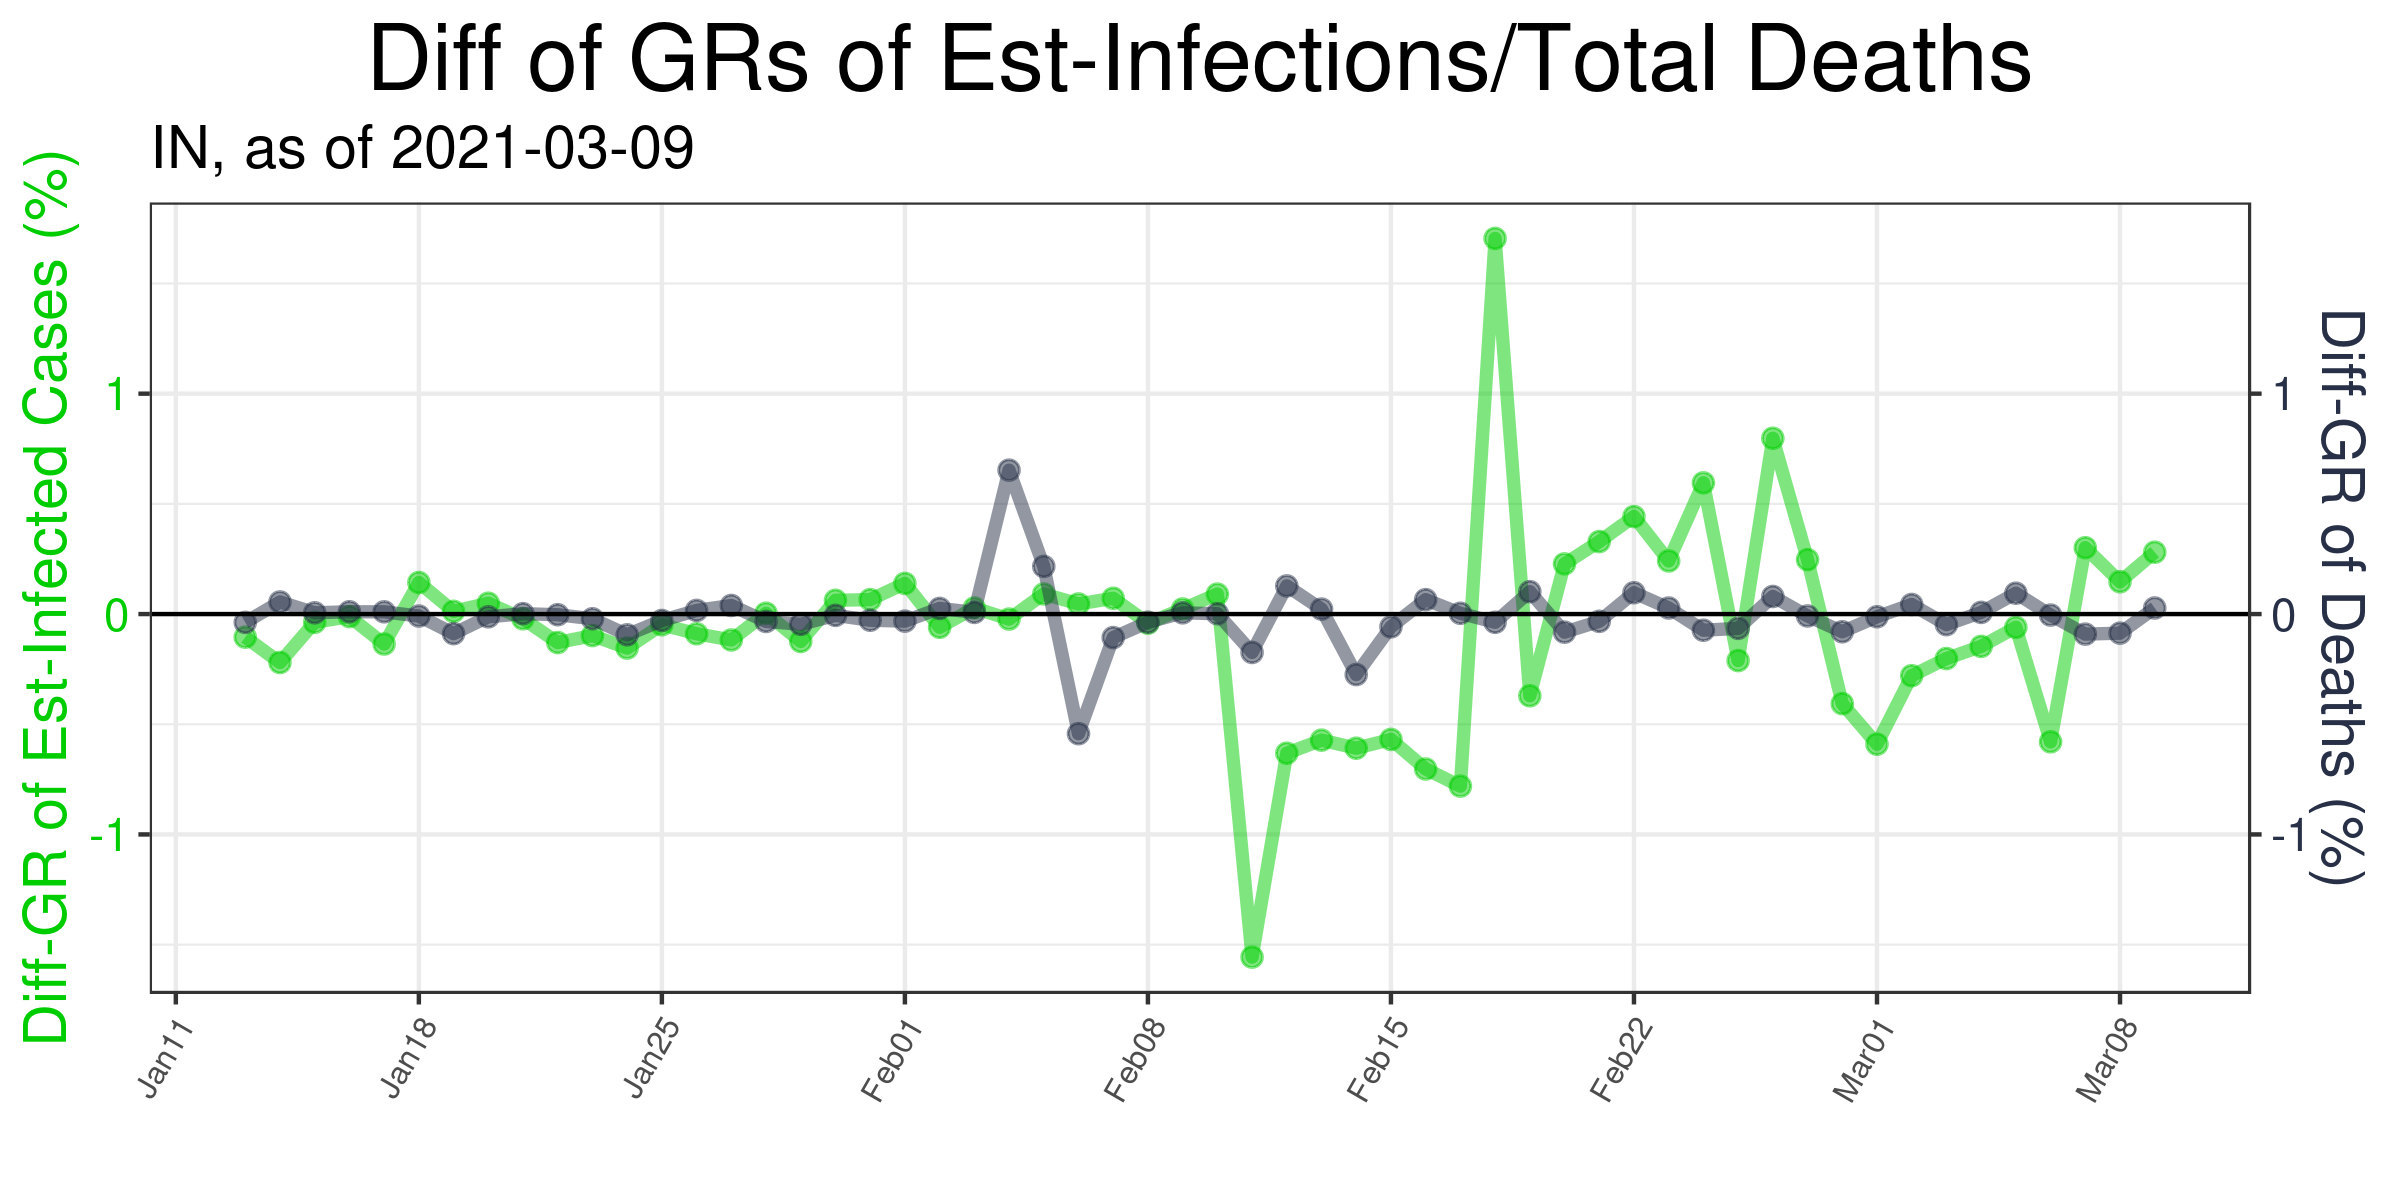 Diff of GRs of Est-Infections/Total Deaths
IN, as of 2021-03-09
Diff-GR of Est-Infected Cases (%)
1
0
-1
1
0
-1
Diff-GR of Deaths (%)
Jan11
Jan18
Jan25
Feb01
Feb08
Feb15
Feb22
Mar01
Mar08